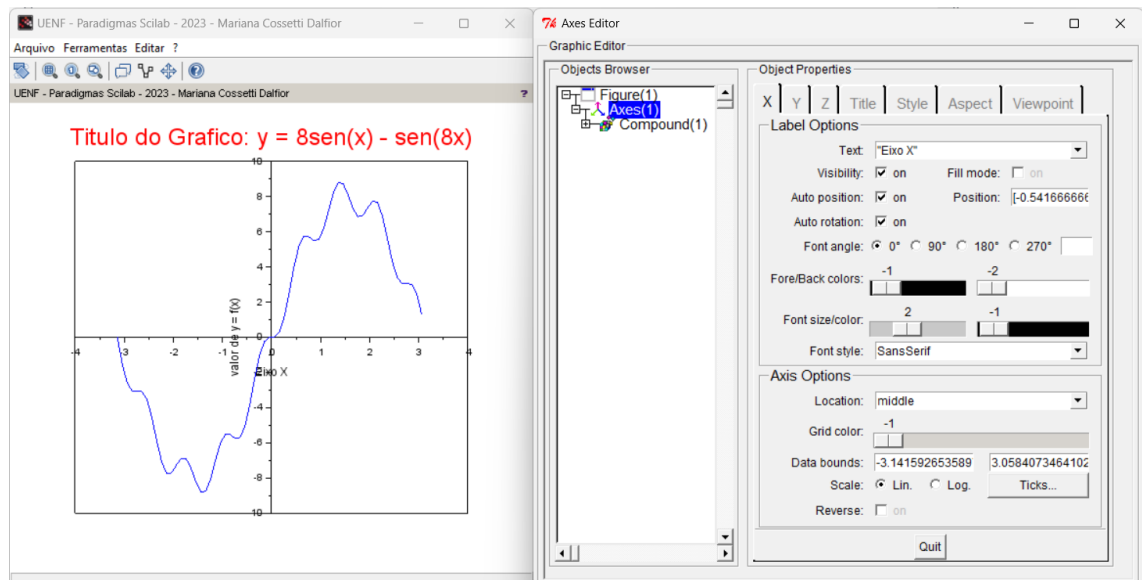 UENF - Paradigmas Scilab - 2023 - Mariana Cossetti Dalfior
Arquivo Ferramentas Editar ?
UENF - Paradigmas Scilab - 2023 - Mariana Cossetti Dalfior ?
Titulo do Grafico: y = 8sen(x) - sen(8x)
10
8
6
4
2
0
-4 -3 -2 -1 0 1 2 3 4
valor de y = f(x)
Eixo X
-4
-6
-8
10
Axes Editor
Graphic Editor
Objects Browser
Figure(1)
Axes(1)
Compound(1)
Object Properties
X Y Z Title Style Aspect Viewpoint
Label Options
Text: "Eixo X"
Visibility: on Fill mode: on
Auto position: on Position: [-0.541666666
Auto rotation: on
Font angle: 0° 90° 180° 270°
-1 -2
Fore/Back colors:
2 -1
Font size/color:
Font style: SansSerif
Axis Options
Location: middle
-1
Grid color:
Data bounds: -3.141592653589 3.0584073464102
Scale: Lin. Log. Ticks...
Reverse: on
Quit